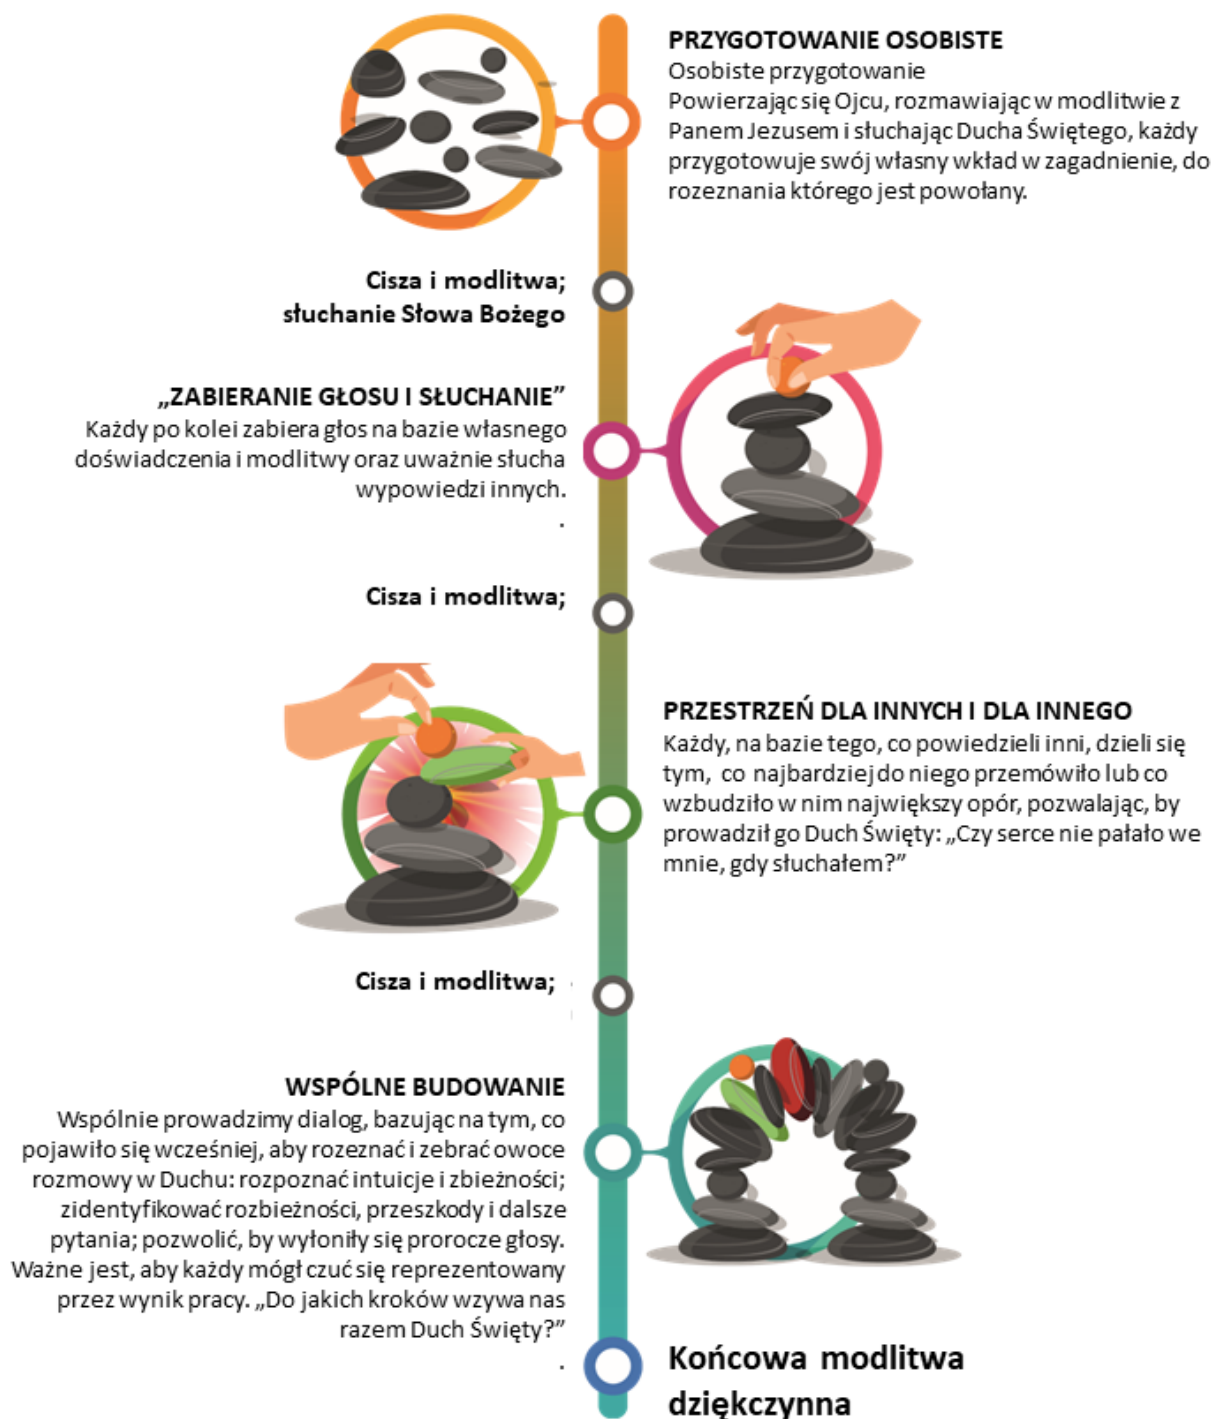 PRZYGOTOWANIE OSOBISTE
Osobiste przygotowanie
Powierzając się Ojcu, rozmawiając w modlitwie z
Panem Jezusem i słuchając Ducha Świętego, każdy
przygotowuje swój własny wkład w zagadnienie, do
rozeznania którego jest powołany.
Cisza i modlitwa;
słuchanie Słowa Bożego
„ZABIERANIE GŁOSU I SŁUCHANIE”
Każdy po kolei zabiera głos na bazie własnego
doświadczenia i modlitwy oraz uważnie słucha
wypowiedzi innych.
.
Cisza i modlitwa;
PRZESTRZEŃ DLA INNYCH I DLA INNEGO
Każdy, na bazie tego, co powiedzieli inni, dzieli się
tym, co najbardziej do niego przemówiło lub co
wzbudziło w nim największy opór, pozwalając, by
prowadził go Duch Święty: „Czy serce nie pałało we
mnie, gdy słuchałem?”
Cisza i modlitwa;
WSPÓLNE BUDOWANIE
Wspólnie prowadzimy dialog, bazując na tym, co
pojawiło się wcześniej, aby rozeznać i zebrać owoce
rozmowy w Duchu: rozpoznać intuicje i zbieżności;
zidentyfikować rozbieżności, przeszkody i dalsze
pytania; pozwolić, by wyłoniły się prorocze głosy.
Ważne jest, aby każdy mógł czuć się reprezentowany
przez wynik pracy. „Do jakich kroków wzywa nas
razem Duch Święty?”
.
Końcowa modlitwa
dziękczynna